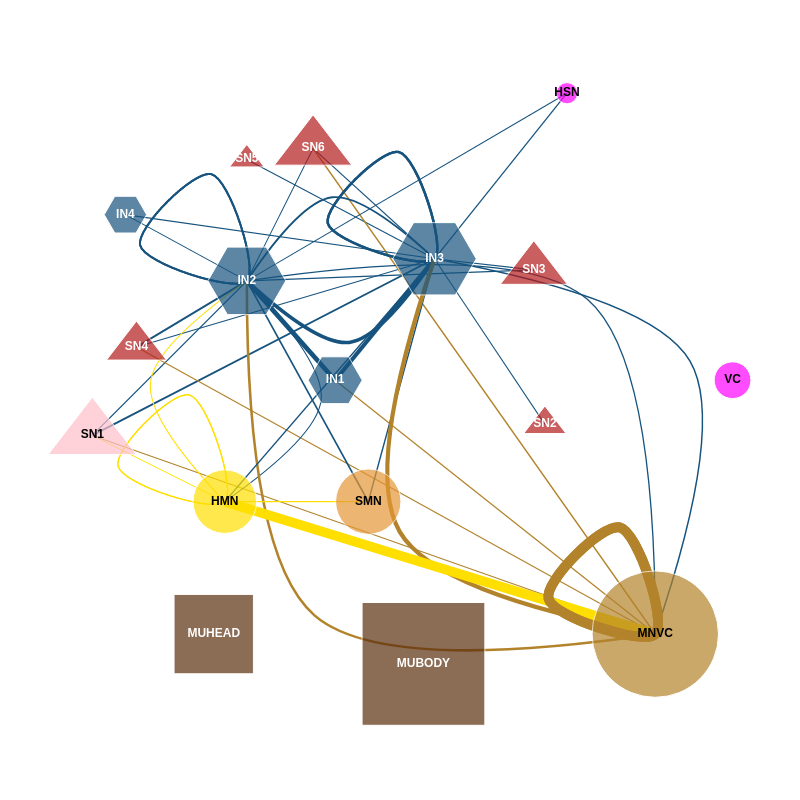 HSN
SN5
SN6
IN4
IN3
SN3
IN2
SN4
IN1
VC
SN2
SN1
HMN
SMN
MUHEAD
MNVC
MUBODY